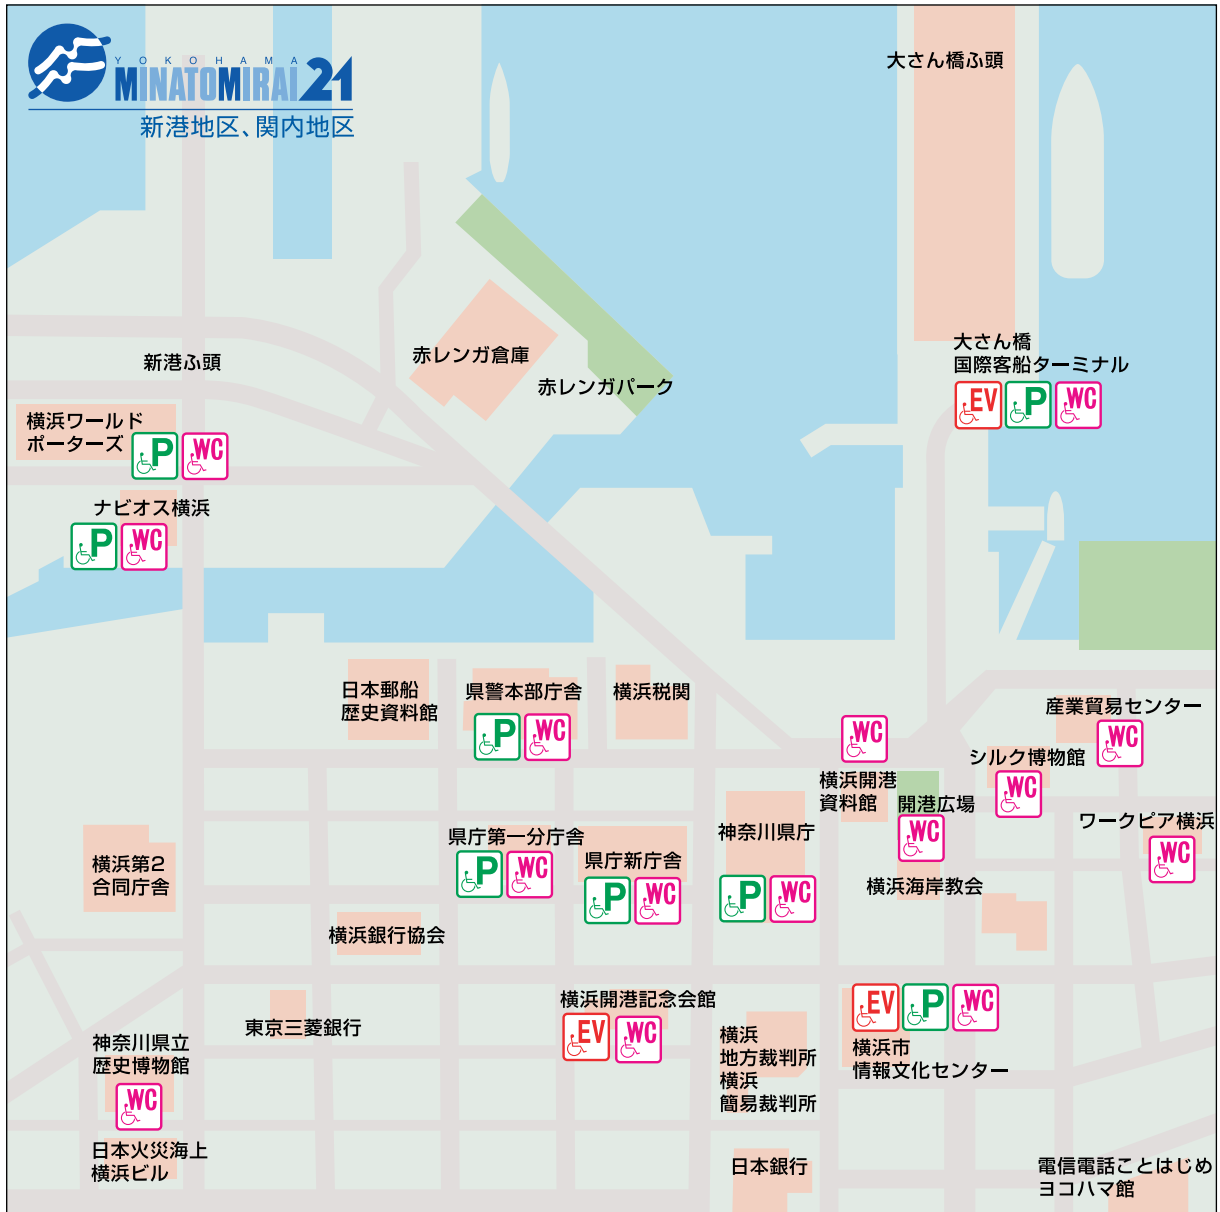 YOKOHAMA
MINATOMIRAI 21
新港地区、関内地区
大さん橋ふ頭
大さん橋
国際客船ターミナル
EV P WC
新港ふ頭
赤レンガ倉庫
赤レンガパーク
横浜ワールド
ポーターズ
P WC
ナビオス横浜
P WC
日本郵船
歴史資料館
県警本部庁舎
P WC
横浜税関
WC
横浜開港
資料館
産業貿易センター
WC
シルク博物館
WC
開港広場
WC
ワークピア横浜
WC
横浜海岸教会
神奈川県庁
P WC
県庁第一分庁舎
P WC
県庁新庁舎
P WC
横浜第2
合同庁舎
横浜銀行協会
東京三菱銀行
横浜開港記念会館
EV WC
横浜
地方裁判所
横浜
簡易裁判所
EV P WC
横浜市
情報文化センター
神奈川県立
歴史博物館
WC
日本火災海上
横浜ビル
日本銀行
電信電話ことはじめ
ヨコハマ館